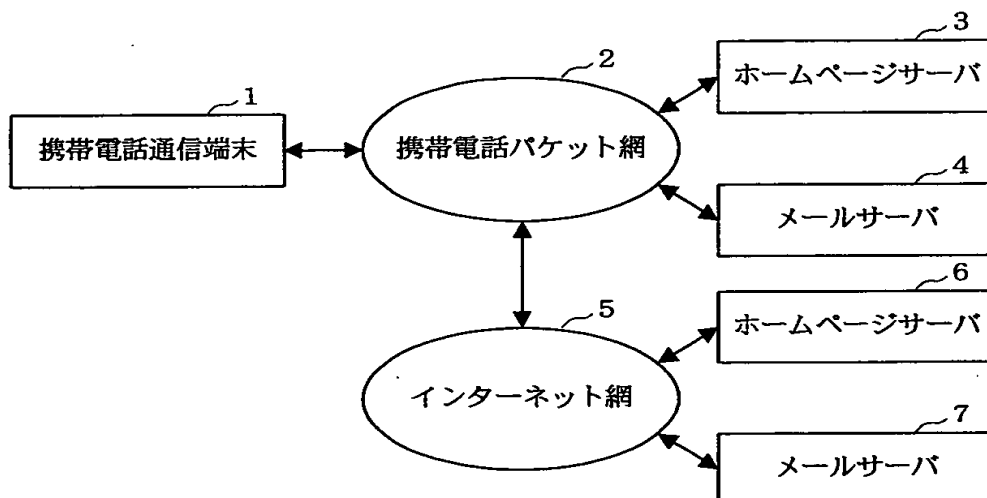 3
ホームページサーバ
2
1
携帯電話通信端末
携帯電話パケット網
4
メールサーバ
6
ホームページサーバ
5
インターネット網
7
メールサーバ